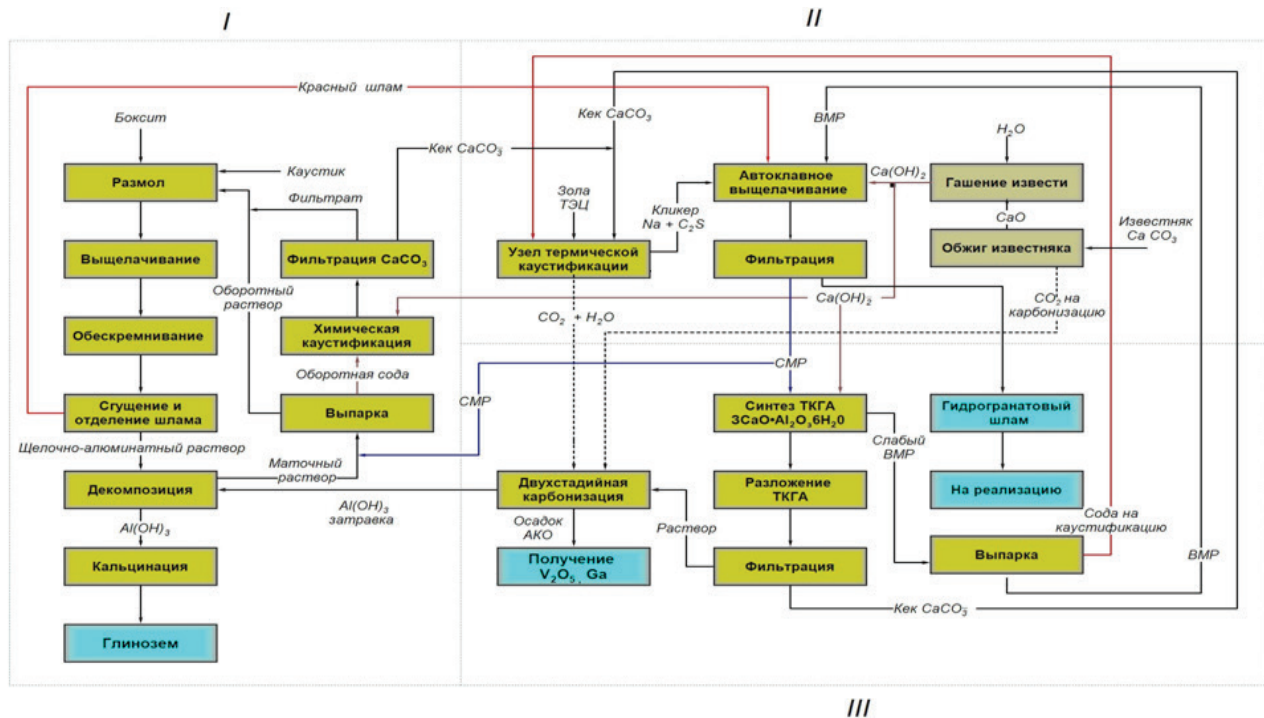 I
II
Красный шлам
Боксит
Размол
Каустик
Фильтрат
Кек CaCO₃
Выщелачивание
Фильтрация CaCO₃
Оборотный
раствор
Обескремнивание
Химическая
каустификация
Оборотная сода
Сгущение и
отделение шлама
Выпарка
СМР
Щелочно-алюминатный раствор
Маточный
раствор
Декомпозиция
Al(OH)₃
затравка
Al(OH)₃
Кальцинация
Глинозем
Кек CaCO₃
ВМР
H₂O
Зола
ТЭЦ
Кликер
Na + C₂S
Автоклавное
выщелачивание
Ca(OH)₂
Гашение извести
CaO
Известняк
Ca CO₃
Узел термической
каустификации
Фильтрация
Обжиг известняка
Ca(OH)₂
CO₂ на
карбонизацию
CO₂ + H₂O
СМР
Синтез ТКГА
3CaO•Al₂O₃6H₂0
Слабый
ВМР
Гидрогранатовый
шлам
Двухстадийная
карбонизация
Разложение
ТКГА
На реализацию
Осадок
АКО
Раствор
Сода на
каустификацию
Получение
V₂O₅, Ga
Фильтрация
Выпарка
ВМР
Кек CaCO₃
III